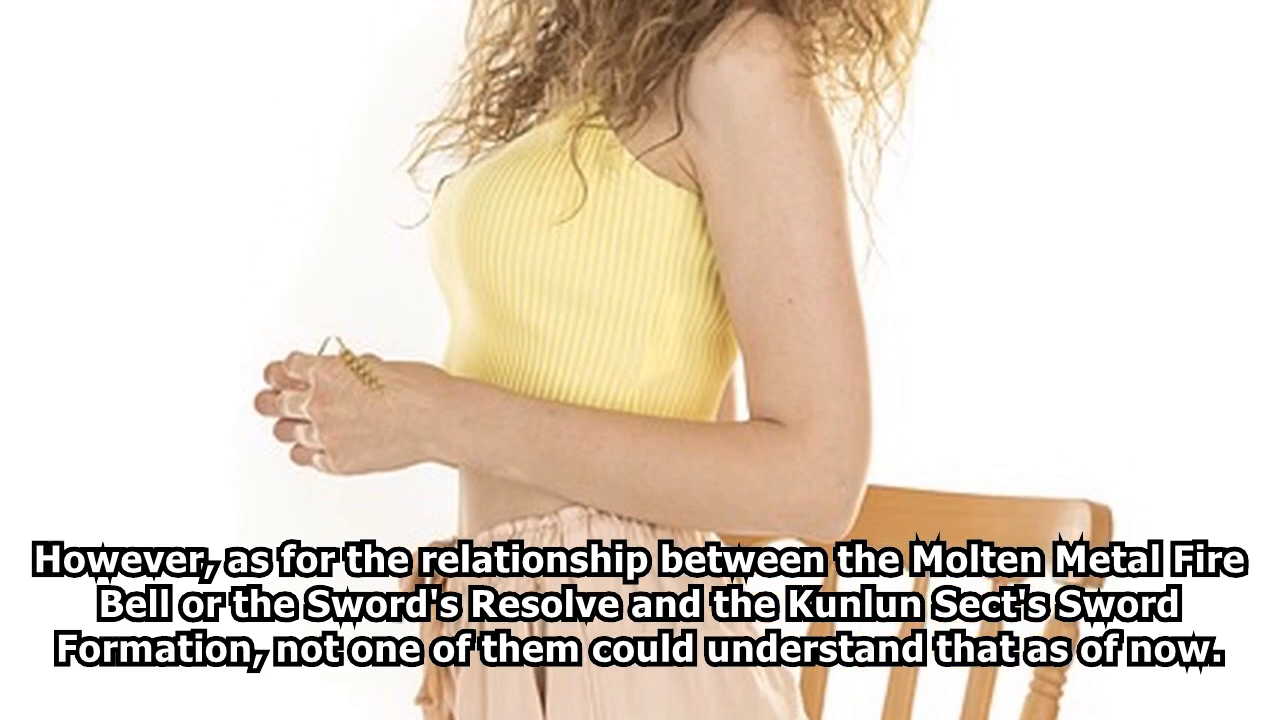 However, as for the relationship between the Molten Metal Fire
Bell or the Sword's Resolve and the Kunlun Sect's Sword
Formation, not one of them could understand that as of now.